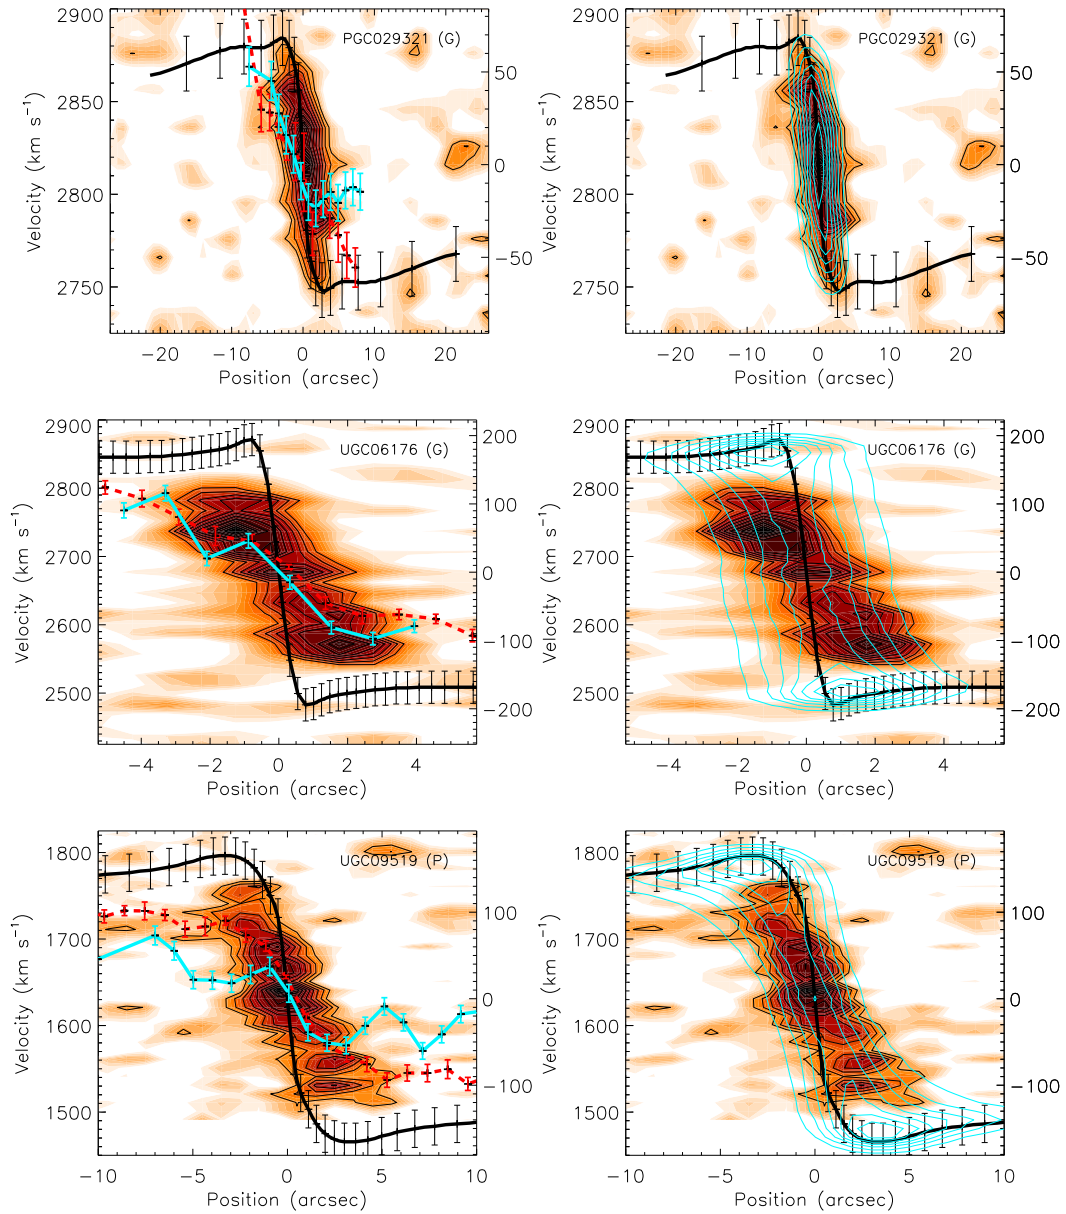 2900
2850
2800
2750
Velocity (km s⁻¹)
PGC029321 (G)
50
0
−50
−20 −10 0 10 20
Position (arcsec)
2900
2850
2800
2750
Velocity (km s⁻¹)
PGC029321 (G)
50
0
−50
−20 −10 0 10 20
Position (arcsec)
2900
2800
2700
2600
2500
Velocity (km s⁻¹)
UGC06176 (G)
200
100
0
−100
−200
−4 −2 0 2 4
Position (arcsec)
2900
2800
2700
2600
2500
Velocity (km s⁻¹)
UGC06176 (G)
200
100
0
−100
−200
−4 −2 0 2 4
Position (arcsec)
1800
1700
1600
1500
Velocity (km s⁻¹)
UGC09519 (P)
100
0
−100
−10 −5 0 5 10
Position (arcsec)
1800
1700
1600
1500
Velocity (km s⁻¹)
UGC09519 (P)
100
0
−100
−10 −5 0 5 10
Position (arcsec)